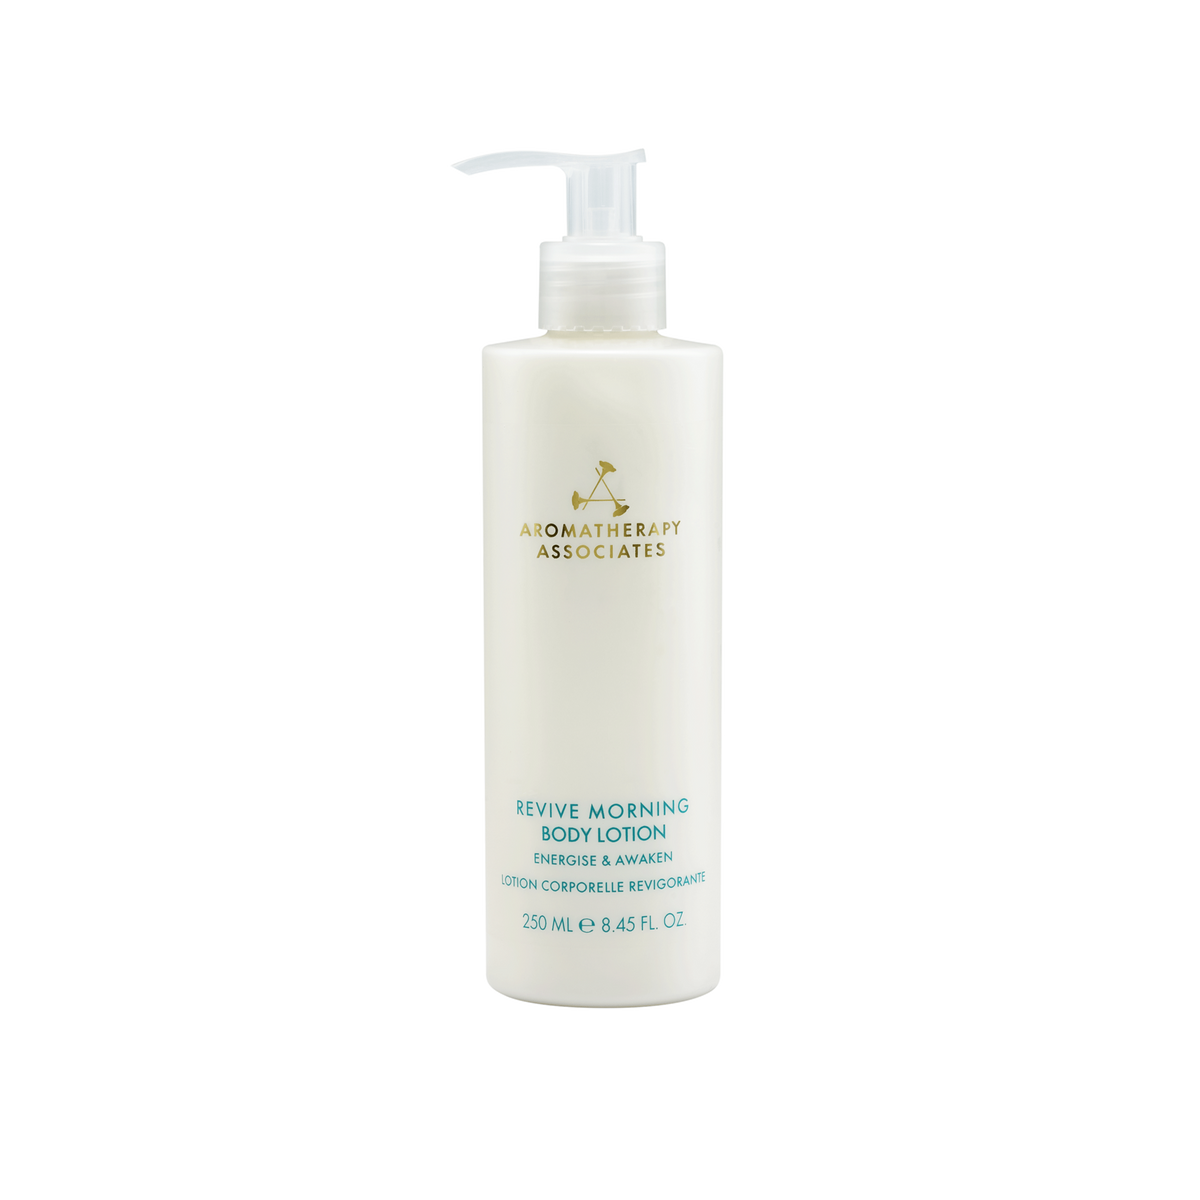 AROMATHERAPY
ASSOCIATES
REVIVE MORNING
BODY LOTION
ENERGISE & AWAKEN
LOTION CORPORELLE REVIGORANTE
250 ML ℮ 8.45 FL. OZ.